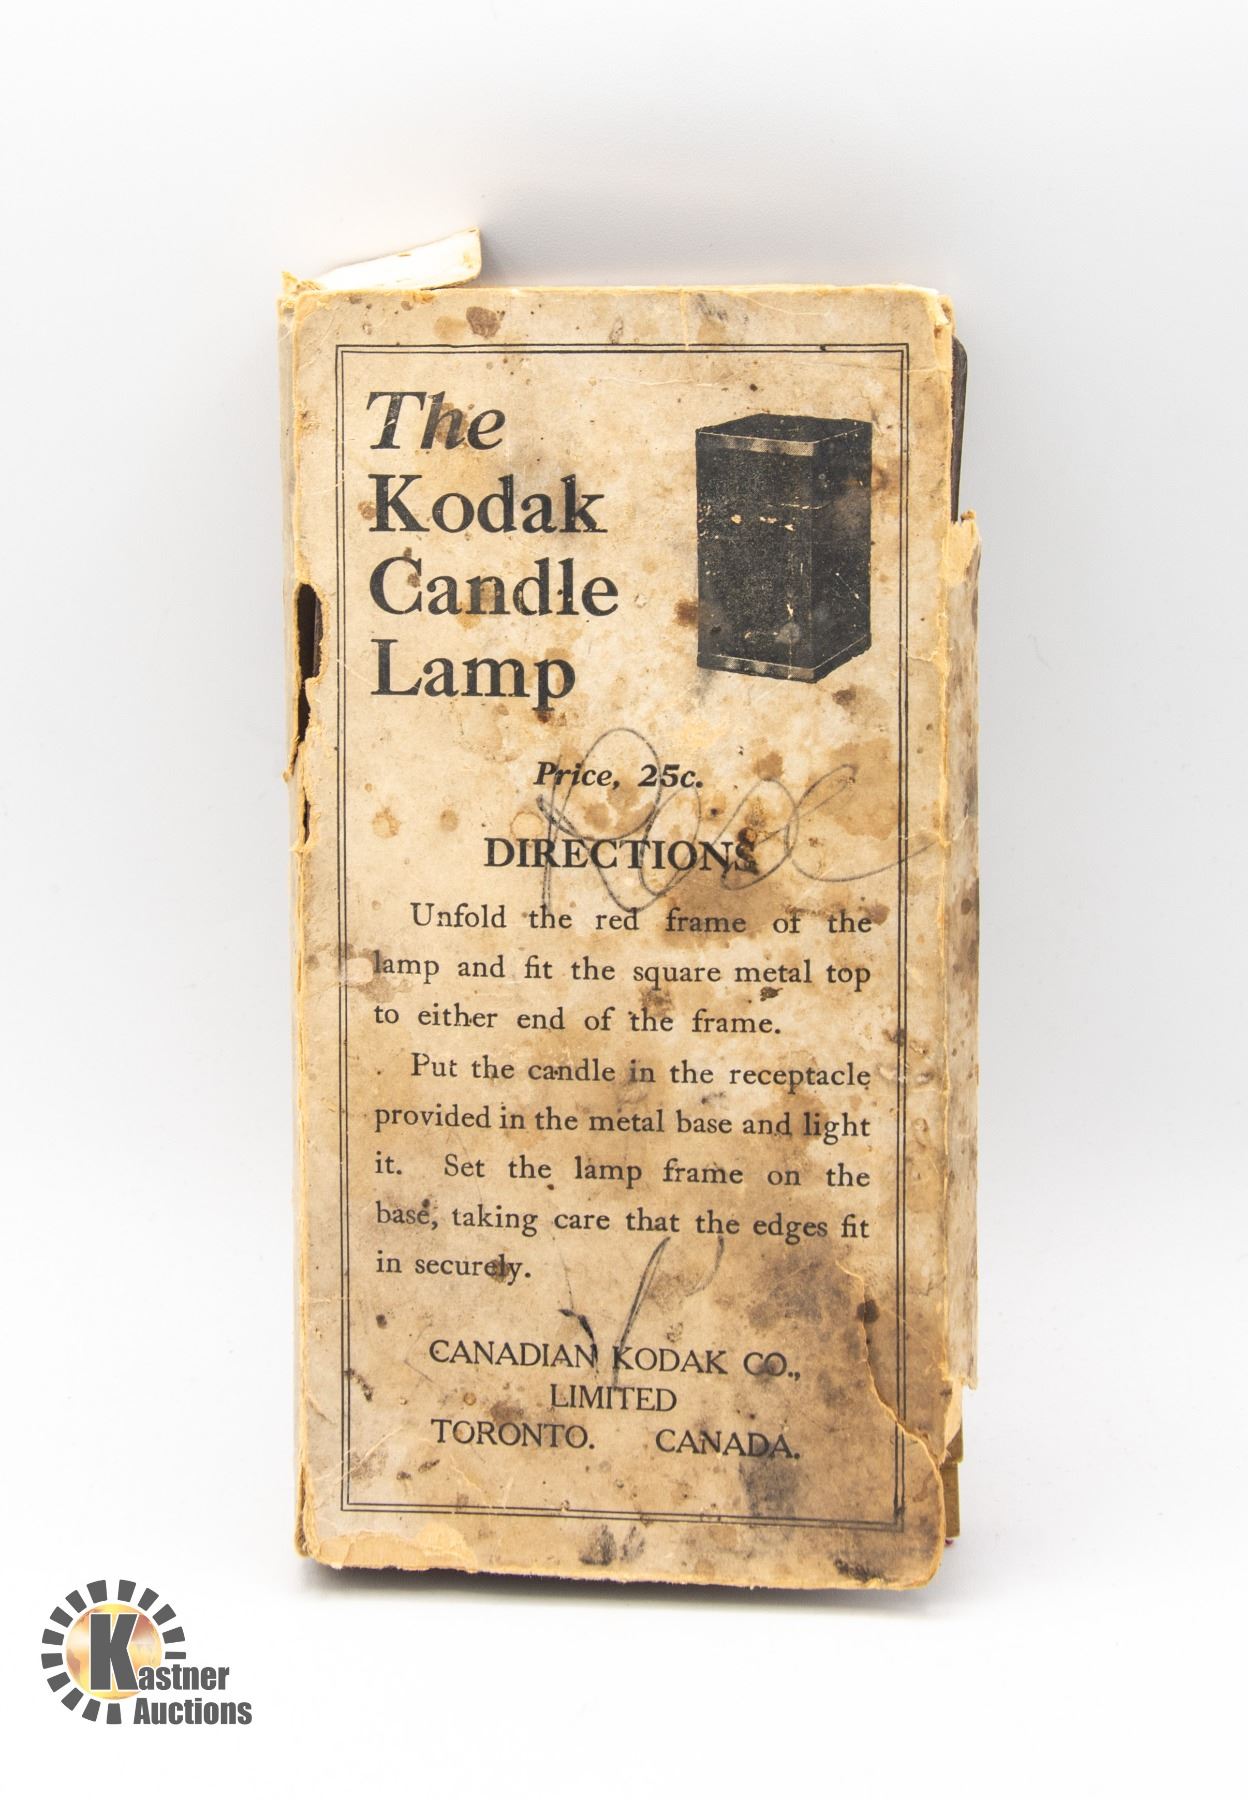 The
Kodak
Candle
Lamp
Price, 25c.
DIRECTIONS
Unfold the red frame of the
lamp and fit the square metal top
to either end of the frame.
Put the candle in the receptacle
provided in the metal base and light
it. Set the lamp frame on the
base, taking care that the edges fit
in securely.
CANADIAN KODAK CO.,
LIMITED
TORONTO. CANADA.
Kastner
Auctions